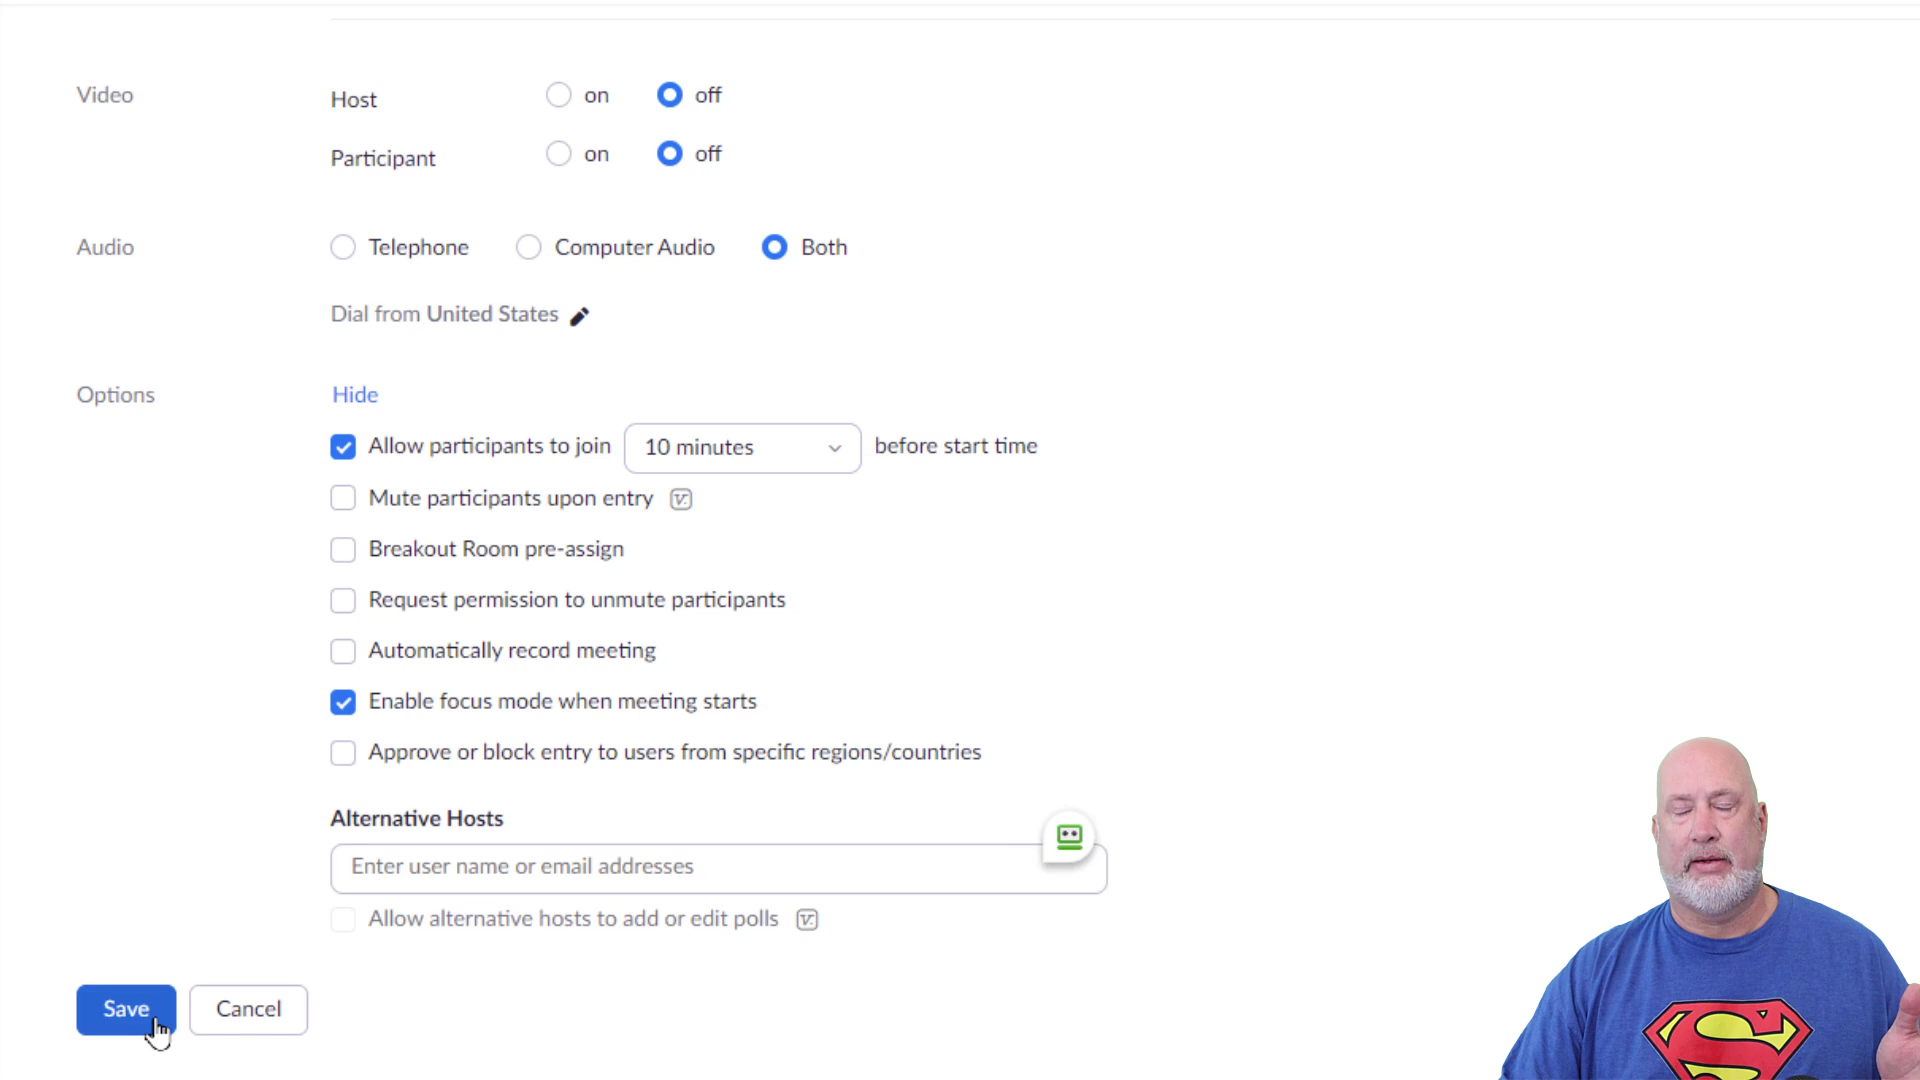 Video Host on off
Participant on off
Audio Telephone Computer Audio Both
Dial from United States
Options Hide
Allow participants to join 10 minutes before start time
Mute participants upon entry
Breakout Room pre-assign
Request permission to unmute participants
Automatically record meeting
Enable focus mode when meeting starts
Approve or block entry to users from specific regions/countries
Alternative Hosts
Enter user name or email addresses
Allow alternative hosts to add or edit polls
Save Cancel